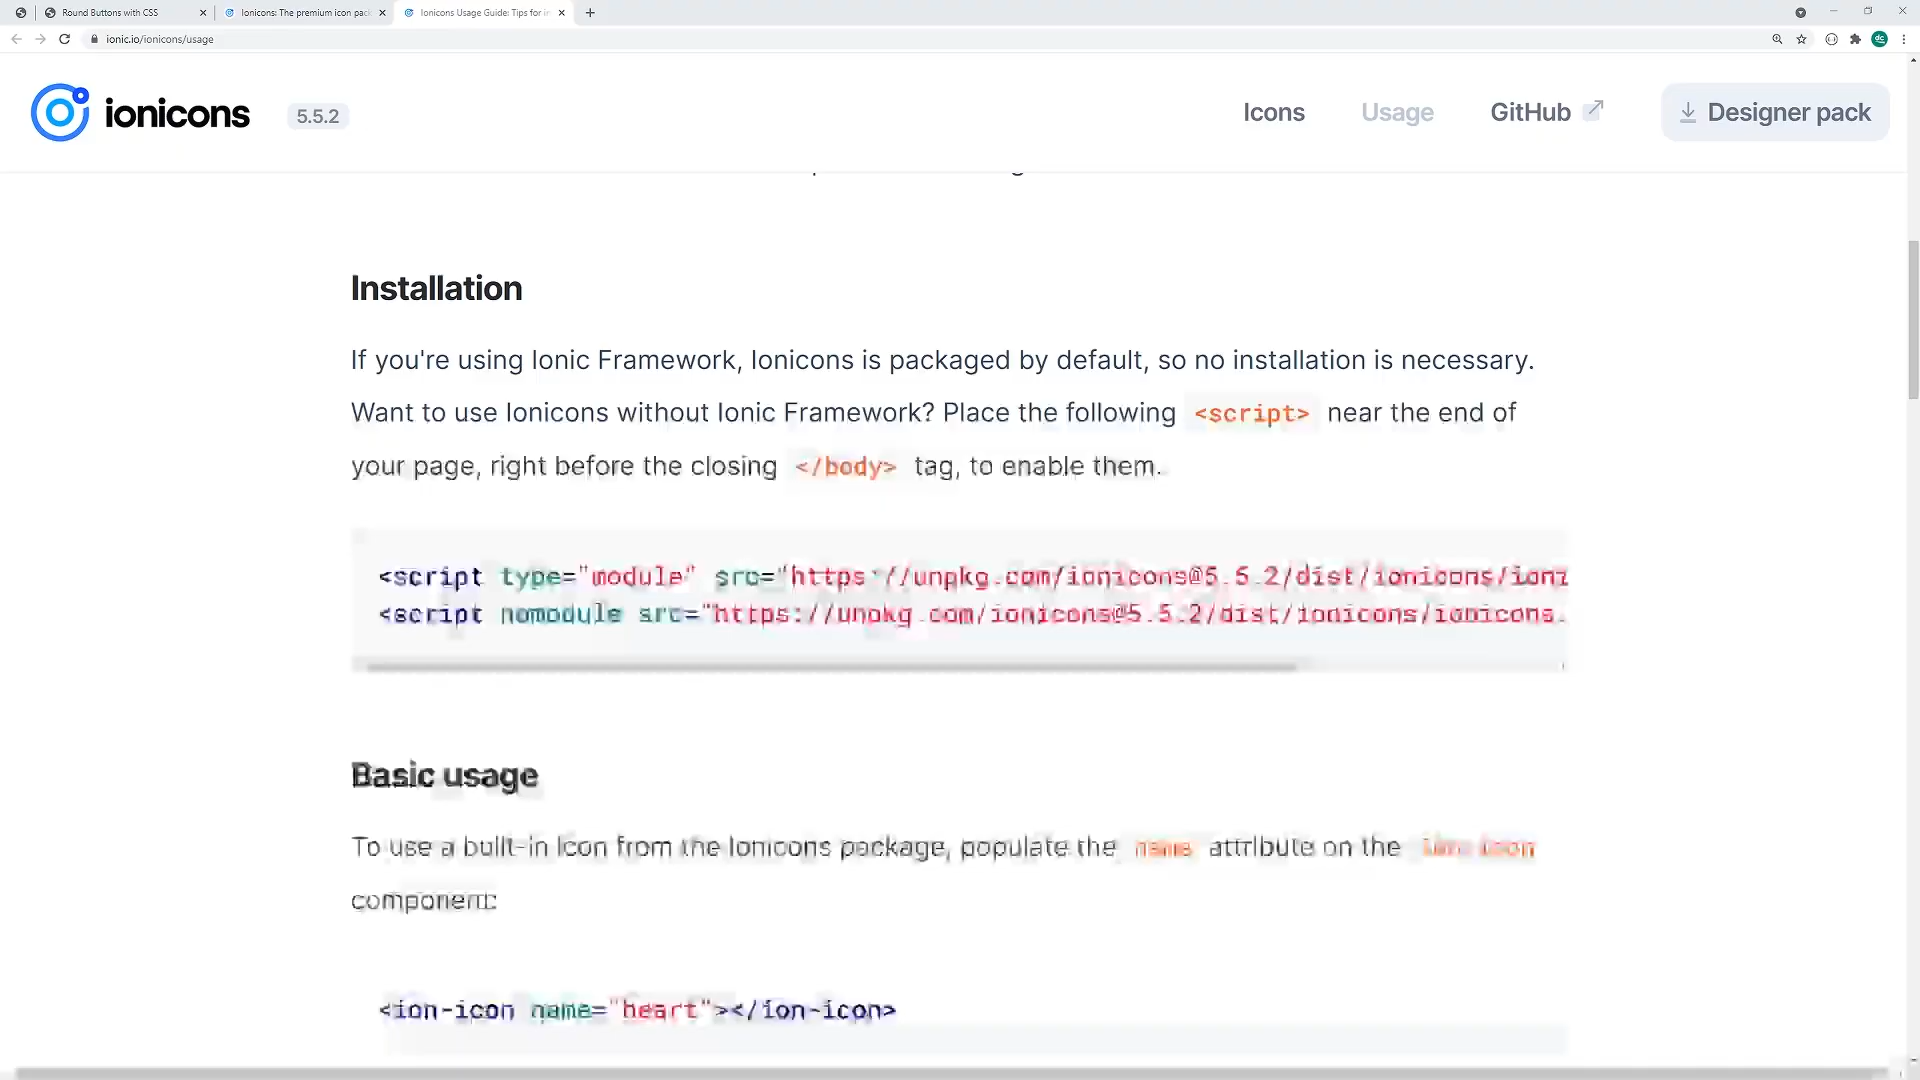 Round Buttons with CSS
Ionicons: The premium icon pack
Ionicons Usage Guide: Tips for in
ionic.io/ionicons/usage
ionicons 5.5.2
Icons Usage GitHub Designer pack
Installation
If you're using Ionic Framework, Ionicons is packaged by default, so no installation is necessary.
Want to use Ionicons without Ionic Framework? Place the following <script> near the end of
your page, right before the closing </body> tag, to enable them.
<script type="module" src="https://unpkg.com/ionicons@5.5.2/dist/ionicons/ioni
<script nomodule src="https://unpkg.com/ionicons@5.5.2/dist/ionicons/ionicons.
Basic usage
To use a built-in icon from the Ionicons package, populate the name attribute on the ion-icon
component:
<ion-icon name="heart"></ion-icon>